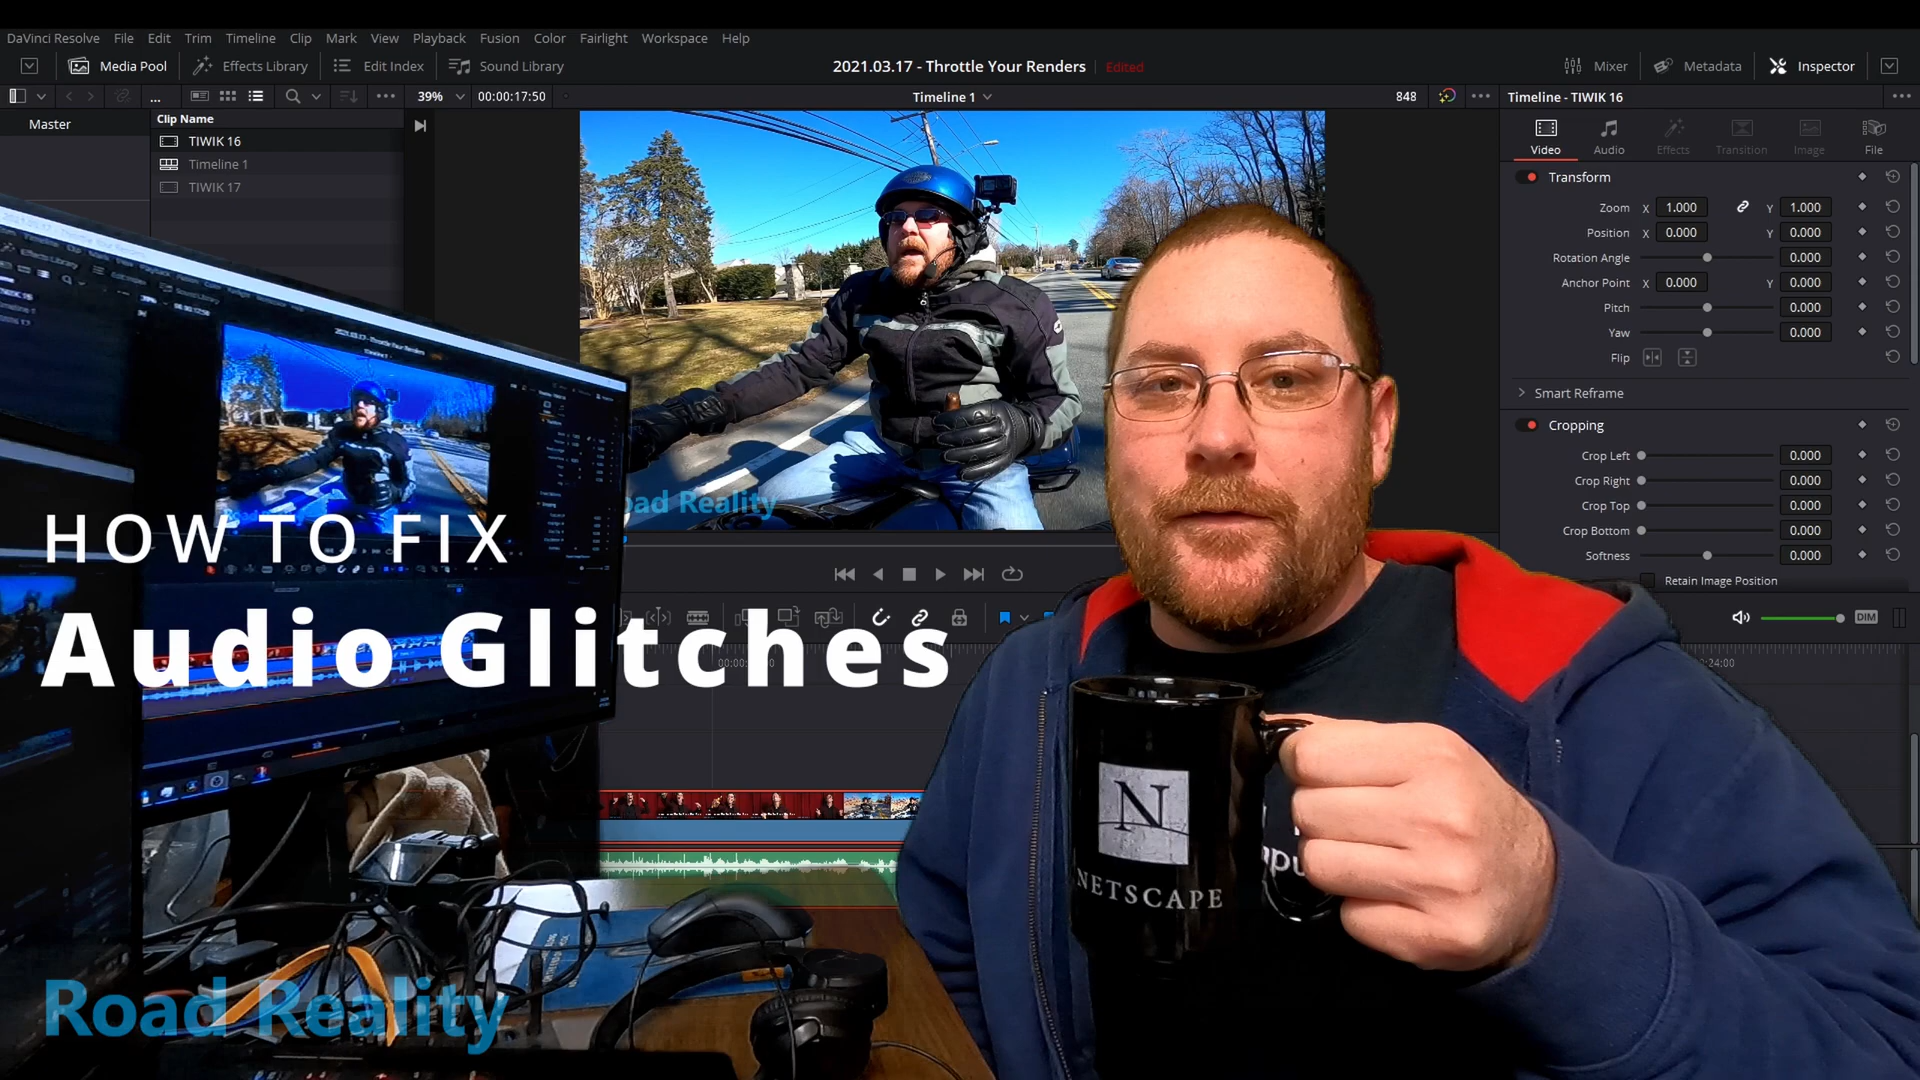 DaVinci Resolve File Edit Trim Timeline Clip Mark View Playback Fusion Color Fairlight Workspace Help
Media Pool Effects Library Edit Index Sound Library 2021.03.17 - Throttle Your Renders Edited Mixer Metadata Inspector
39% 00:00:17:50 Timeline 1 848 Timeline - TIWIK 16
Master
Clip Name
TIWIK 16
Timeline 1
TIWIK 17
Video Audio Effects Transition Image File
Transform
Zoom X 1.000 Y 1.000
Position X 0.000 Y 0.000
Rotation Angle 0.000
Anchor Point X 0.000 Y 0.000
Pitch 0.000
Yaw 0.000
Flip
Smart Reframe
Cropping
Crop Left 0.000
Crop Right 0.000
Crop Top 0.000
Crop Bottom 0.000
Softness 0.000
Retain Image Position
DIM
oad Reality
HOW TO FIX
Audio Glitches
24:00
N
NETSCAPE
Road Reality